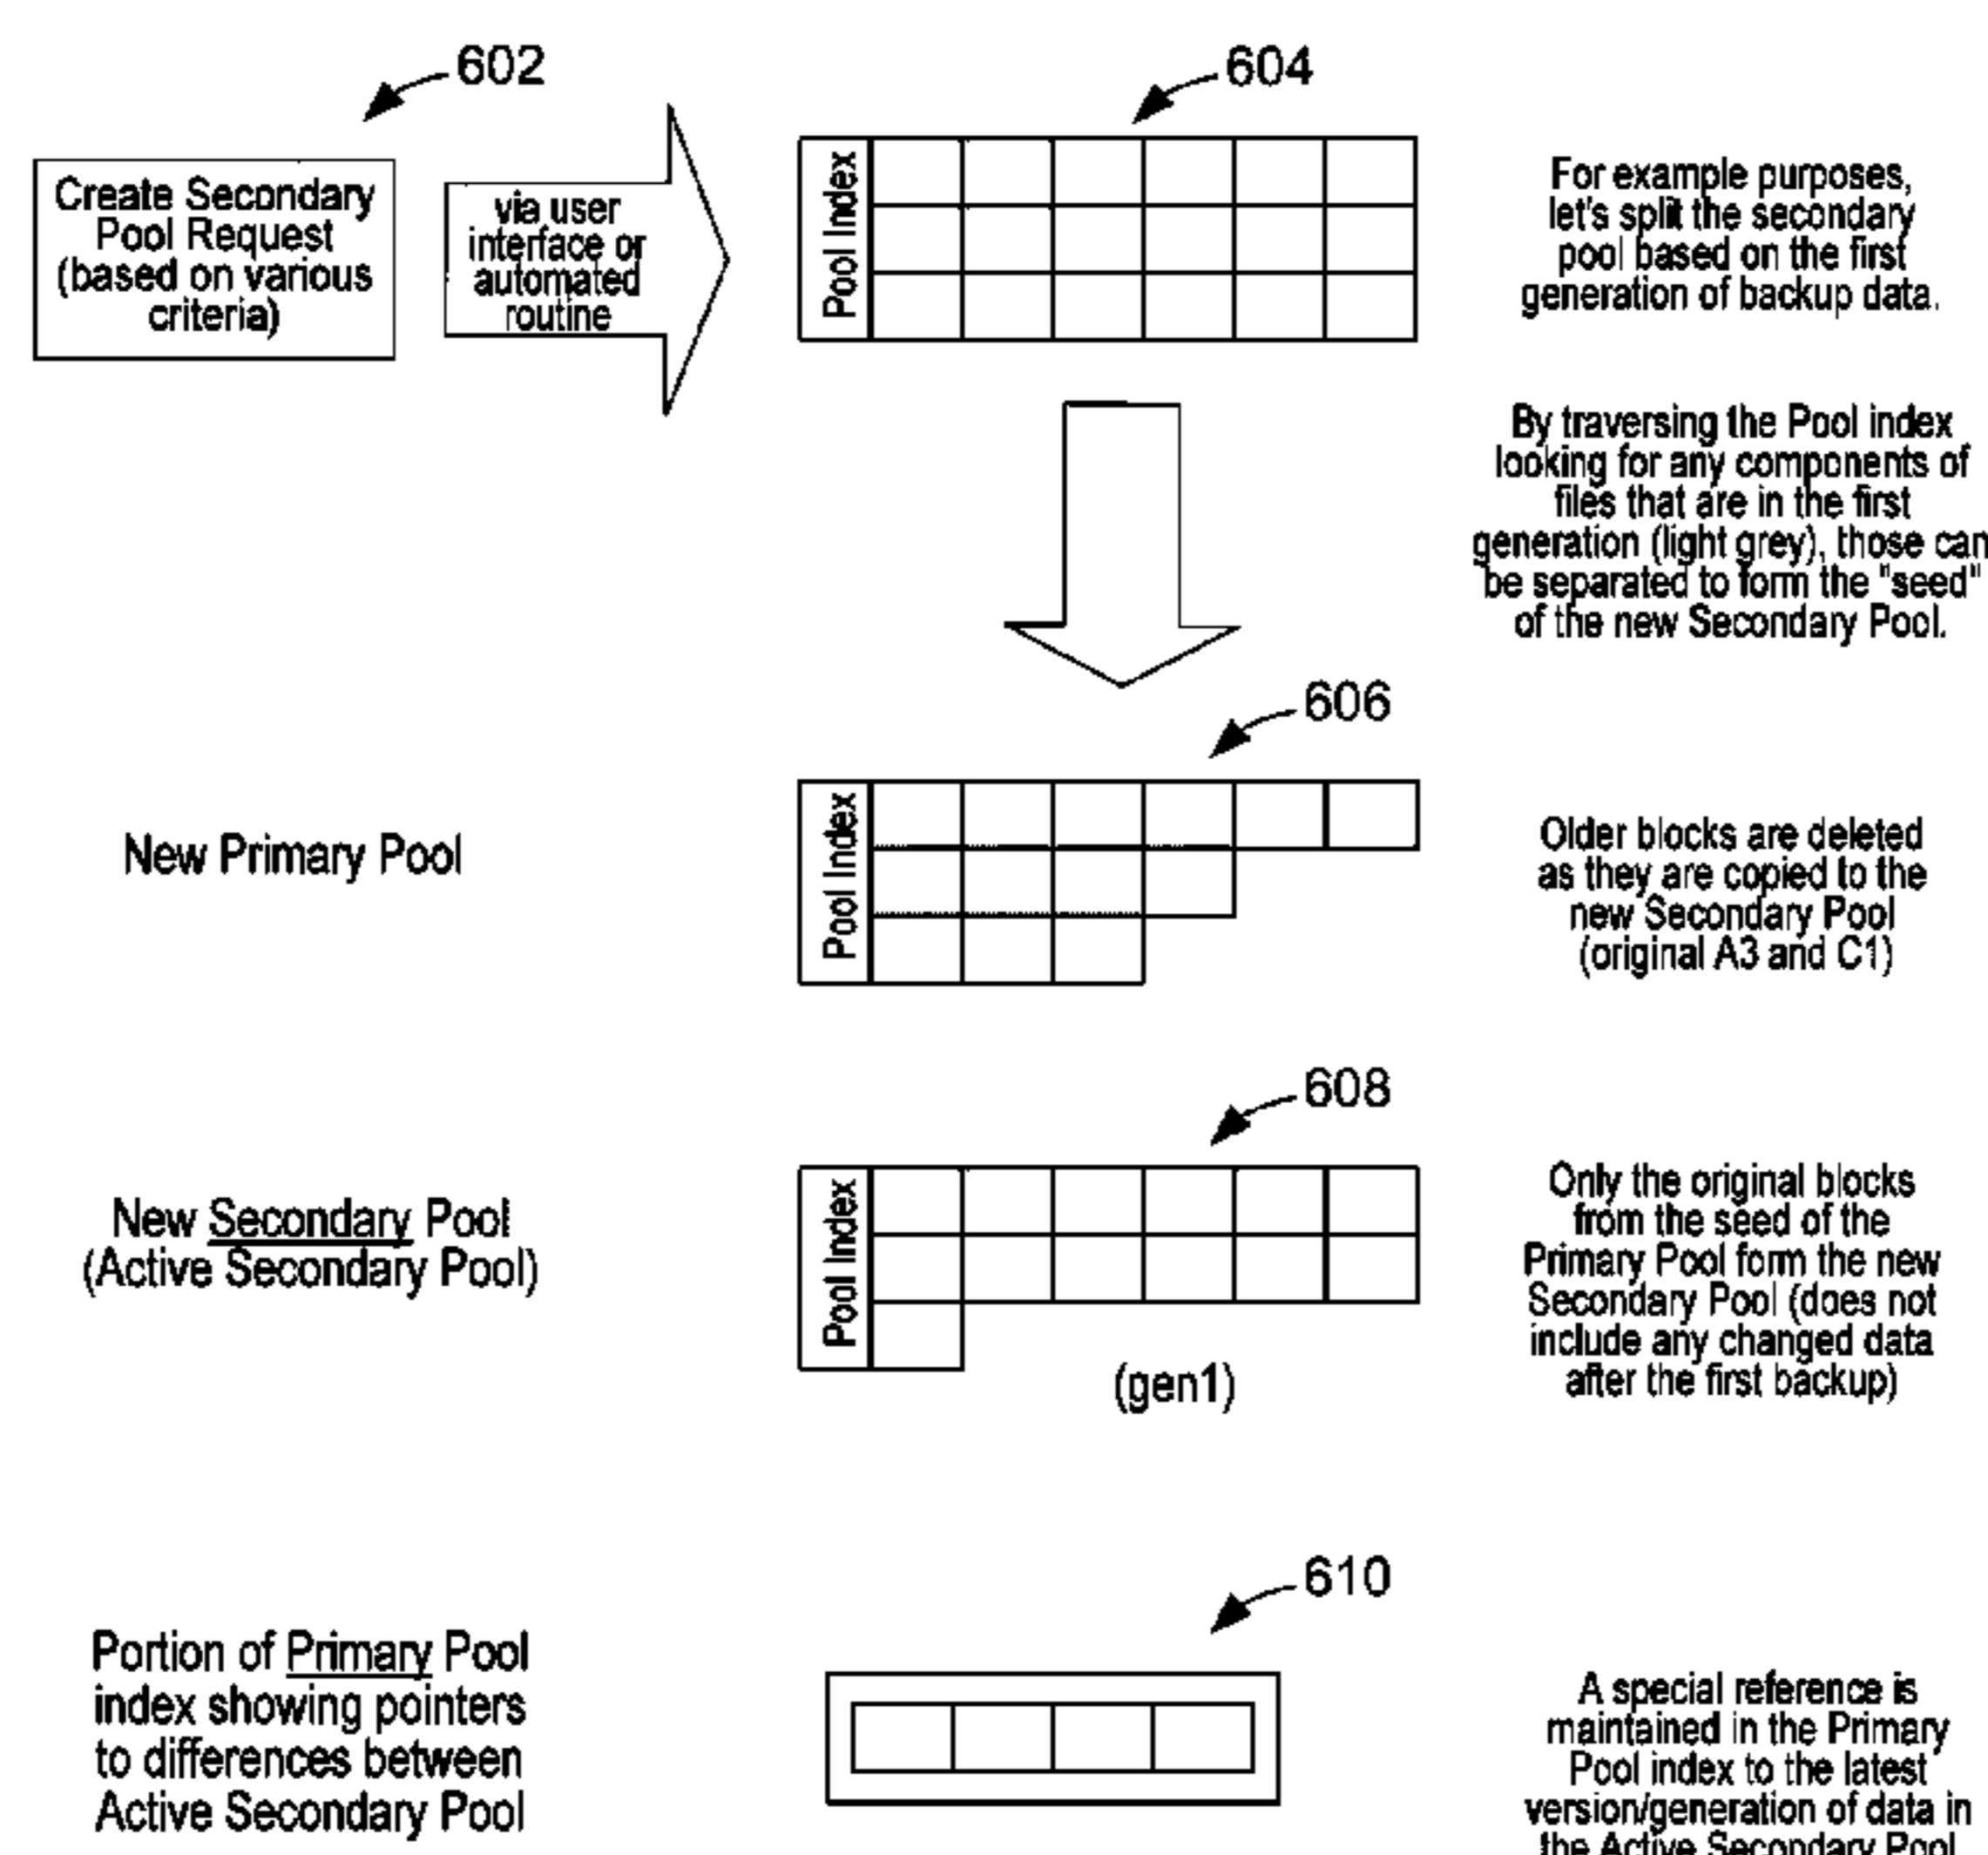 602
Create Secondary
Pool Request
(based on various
criteria)
via user
interface or
automated
routine
604
Pool Index
For example purposes,
let's split the secondary
pool based on the first
generation of backup data.
By traversing the Pool index
looking for any components of
files that are in the first
generation (light grey), those can
be separated to form the "seed"
of the new Secondary Pool.
New Primary Pool
606
Pool Index
Older blocks are deleted
as they are copied to the
new Secondary Pool
(original A3 and C1)
New Secondary Pool
(Active Secondary Pool)
608
Pool Index
(gen1)
Only the original blocks
from the seed of the
Primary Pool form the new
Secondary Pool (does not
include any changed data
after the first backup)
Portion of Primary Pool
index showing pointers
to differences between
Active Secondary Pool
610
A special reference is
maintained in the Primary
Pool index to the latest
version/generation of data in
the Active Secondary Pool